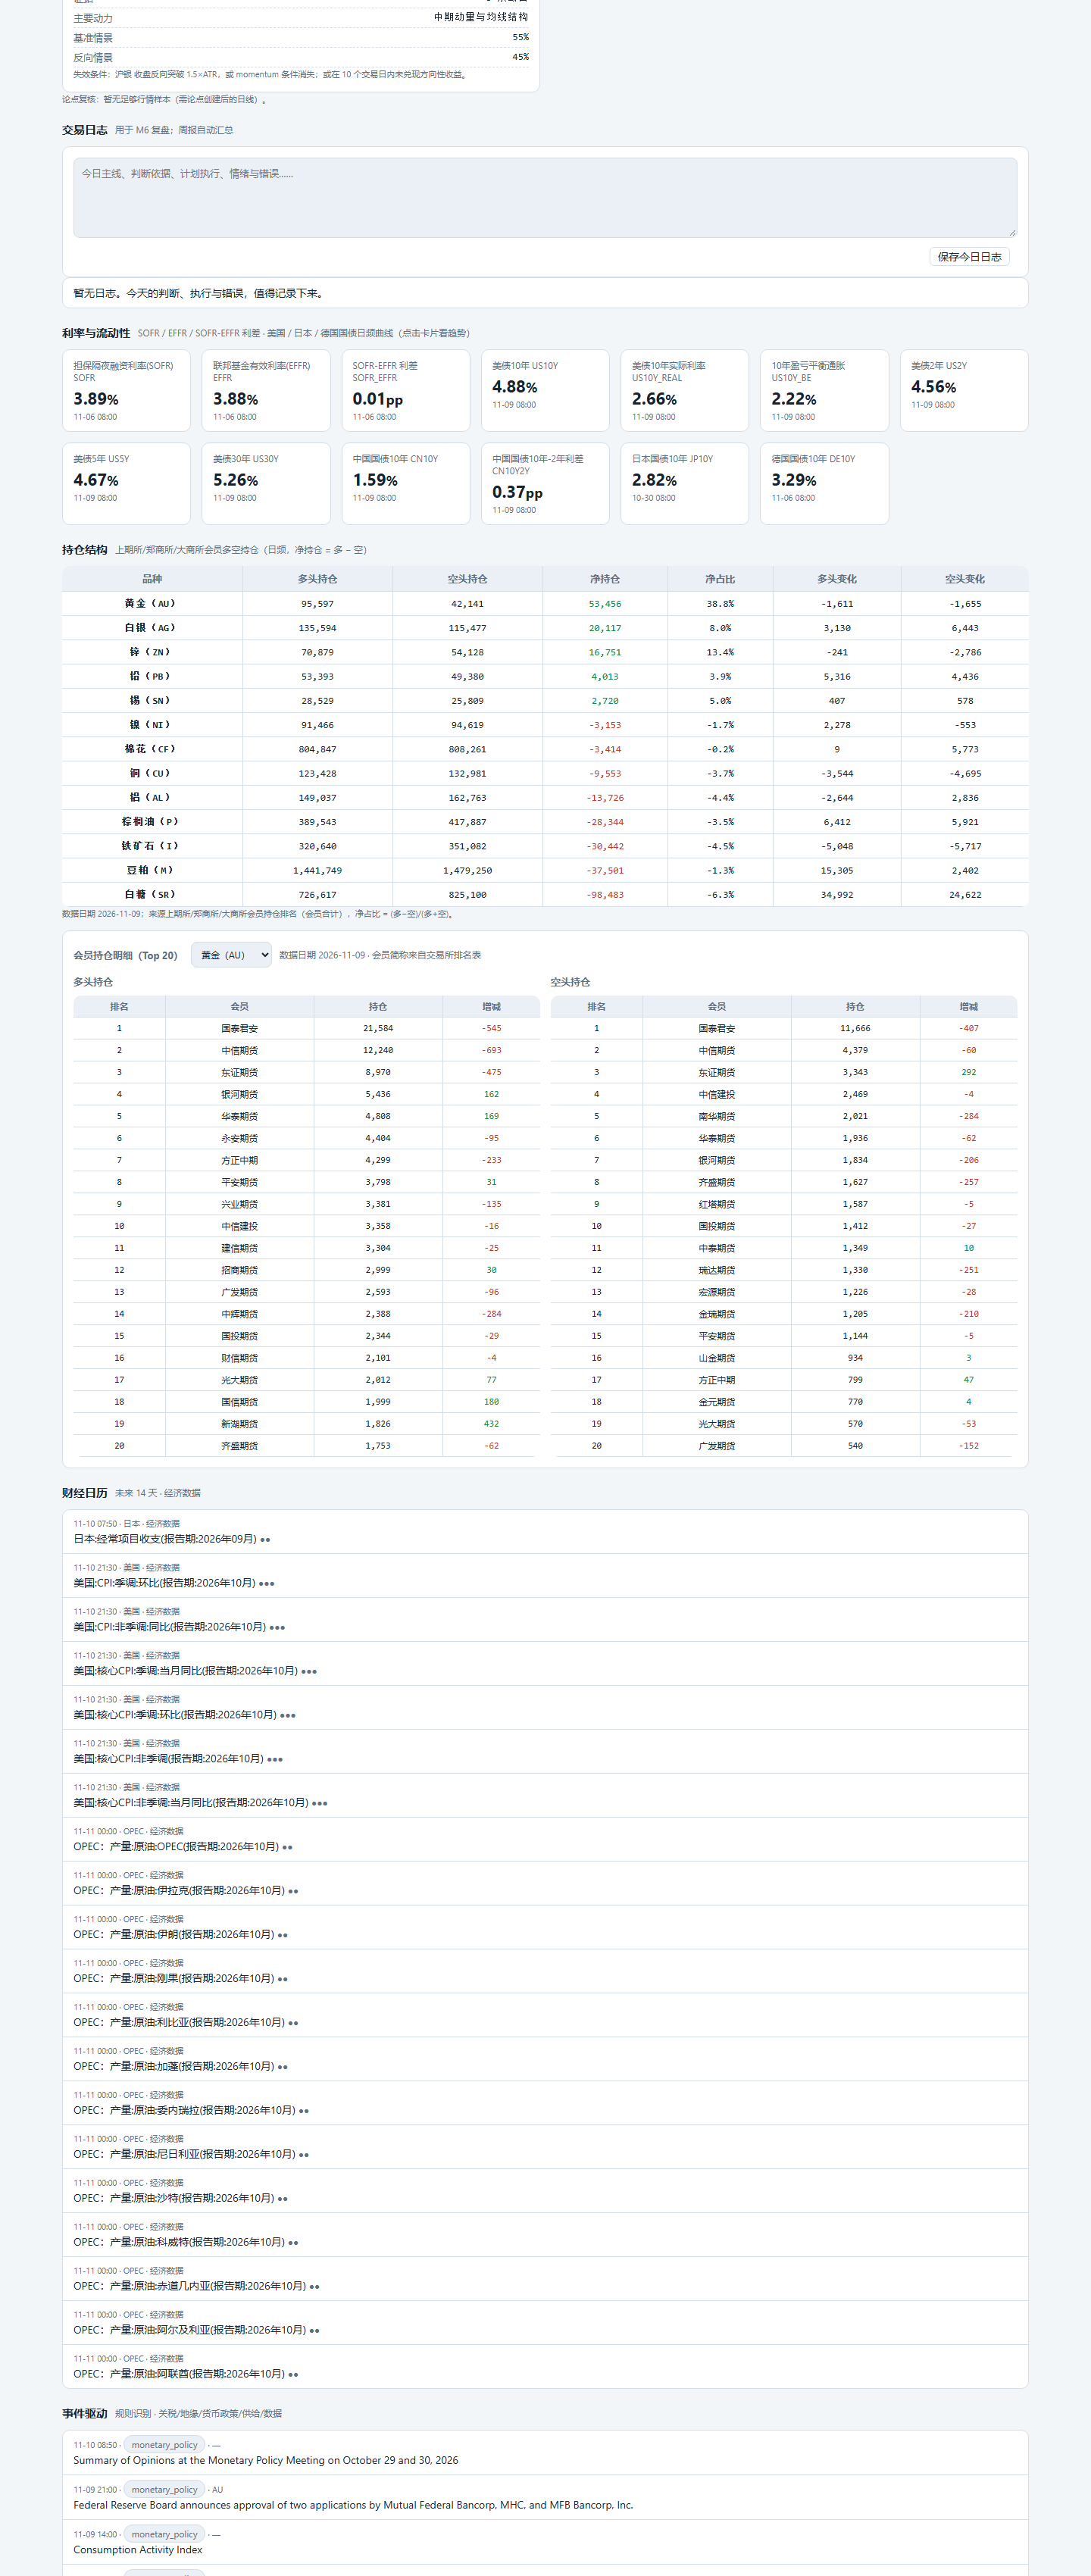 主要动力 中期动量与均线结构
基准情景 55%
反向情景 45%
失效条件：沪银 收盘反向突破 1.5×ATR，或 momentum 条件消失；或在 10 个交易日内未兑现方向性收益。
论点复核：暂无足够行情样本（需论点创建后的日线）。
交易日志 用于 M6 复盘；周报自动汇总
今日主线、判断依据、计划执行、情绪与错误……
保存今日日志
暂无日志。今天的判断、执行与错误，值得记录下来。
利率与流动性 SOFR / EFFR / SOFR-EFFR 利差 · 美国 / 日本 / 德国国债日频曲线（点击卡片看趋势）
担保隔夜融资利率(SOFR) SOFR
3.89%
11-06 08:00
联邦基金有效利率(EFFR) EFFR
3.88%
11-06 08:00
SOFR-EFFR 利差 SOFR_EFFR
0.01pp
11-06 08:00
美债10年 US10Y
4.88%
11-09 08:00
美债10年实际利率 US10Y_REAL
2.66%
11-09 08:00
10年盈亏平衡通胀 US10Y_BE
2.22%
11-09 08:00
美债2年 US2Y
4.56%
11-09 08:00
美债5年 US5Y
4.67%
11-09 08:00
美债30年 US30Y
5.26%
11-09 08:00
中国国债10年 CN10Y
1.59%
11-09 08:00
中国国债10年-2年利差 CN10Y2Y
0.37pp
11-09 08:00
日本国债10年 JP10Y
2.82%
10-30 08:00
德国国债10年 DE10Y
3.29%
11-06 08:00
持仓结构 上期所/郑商所/大商所会员多空持仓（日频，净持仓 = 多 − 空）
品种 多头持仓 空头持仓 净持仓 净占比 多头变化 空头变化
黄金（AU） 95,597 42,141 53,456 38.8% -1,611 -1,655
白银（AG） 135,594 115,477 20,117 8.0% 3,130 6,443
锌（ZN） 70,879 54,128 16,751 13.4% -241 -2,786
铅（PB） 53,393 49,380 4,013 3.9% 5,316 4,436
锡（SN） 28,529 25,809 2,720 5.0% 407 578
镍（NI） 91,466 94,619 -3,153 -1.7% 2,278 -553
棉花（CF） 804,847 808,261 -3,414 -0.2% 9 5,773
铜（CU） 123,428 132,981 -9,553 -3.7% -3,544 -4,695
铝（AL） 149,037 162,763 -13,726 -4.4% -2,644 2,836
棕榈油（P） 389,543 417,887 -28,344 -3.5% 6,412 5,921
铁矿石（I） 320,640 351,082 -30,442 -4.5% -5,048 -5,717
豆粕（M） 1,441,749 1,479,250 -37,501 -1.3% 15,305 2,402
白糖（SR） 726,617 825,100 -98,483 -6.3% 34,992 24,622
数据日期 2026-11-09；来源上期所/郑商所/大商所会员持仓排名（会员合计），净占比 = (多−空)/(多+空)。
会员持仓明细（Top 20） 黄金（AU） 数据日期 2026-11-09 · 会员简称来自交易所排名表
多头持仓
排名 会员 持仓 增减
1 国泰君安 21,584 -545
2 中信期货 12,240 -693
3 东证期货 8,970 -475
4 银河期货 5,436 162
5 华泰期货 4,808 169
6 永安期货 4,404 -95
7 方正中期 4,299 -233
8 平安期货 3,798 31
9 兴业期货 3,381 -135
10 中信建投 3,358 -16
11 建信期货 3,304 -25
12 招商期货 2,999 30
13 广发期货 2,593 -96
14 中辉期货 2,388 -284
15 国投期货 2,344 -29
16 财信期货 2,101 -4
17 光大期货 2,012 77
18 国信期货 1,999 180
19 新湖期货 1,826 432
20 齐盛期货 1,753 -62
空头持仓
排名 会员 持仓 增减
1 国泰君安 11,666 -407
2 中信期货 4,379 -60
3 东证期货 3,343 292
4 中信建投 2,469 -4
5 南华期货 2,021 -284
6 华泰期货 1,936 -62
7 银河期货 1,834 -206
8 齐盛期货 1,627 -257
9 红塔期货 1,587 -5
10 国投期货 1,412 -27
11 中泰期货 1,349 10
12 瑞达期货 1,330 -251
13 宏源期货 1,226 -28
14 金瑞期货 1,205 -210
15 平安期货 1,144 -5
16 山金期货 934 3
17 方正中期 799 47
18 金元期货 770 4
19 光大期货 570 -53
20 广发期货 540 -152
财经日历 未来 14 天 · 经济数据
11-10 07:50 · 日本 · 经济数据
日本:经常项目收支(报告期:2026年09月) ●●
11-10 21:30 · 美国 · 经济数据
美国:CPI:季调:环比(报告期:2026年10月) ●●●
11-10 21:30 · 美国 · 经济数据
美国:CPI:非季调:同比(报告期:2026年10月) ●●●
11-10 21:30 · 美国 · 经济数据
美国:核心CPI:季调:当月同比(报告期:2026年10月) ●●●
11-10 21:30 · 美国 · 经济数据
美国:核心CPI:季调:环比(报告期:2026年10月) ●●●
11-10 21:30 · 美国 · 经济数据
美国:核心CPI:非季调(报告期:2026年10月) ●●●
11-10 21:30 · 美国 · 经济数据
美国:核心CPI:非季调:当月同比(报告期:2026年10月) ●●●
11-11 00:00 · OPEC · 经济数据
OPEC：产量:原油:OPEC(报告期:2026年10月) ●●
11-11 00:00 · OPEC · 经济数据
OPEC：产量:原油:伊拉克(报告期:2026年10月) ●●
11-11 00:00 · OPEC · 经济数据
OPEC：产量:原油:伊朗(报告期:2026年10月) ●●
11-11 00:00 · OPEC · 经济数据
OPEC：产量:原油:刚果(报告期:2026年10月) ●●
11-11 00:00 · OPEC · 经济数据
OPEC：产量:原油:利比亚(报告期:2026年10月) ●●
11-11 00:00 · OPEC · 经济数据
OPEC：产量:原油:加蓬(报告期:2026年10月) ●●
11-11 00:00 · OPEC · 经济数据
OPEC：产量:原油:委内瑞拉(报告期:2026年10月) ●●
11-11 00:00 · OPEC · 经济数据
OPEC：产量:原油:尼日利亚(报告期:2026年10月) ●●
11-11 00:00 · OPEC · 经济数据
OPEC：产量:原油:沙特(报告期:2026年10月) ●●
11-11 00:00 · OPEC · 经济数据
OPEC：产量:原油:科威特(报告期:2026年10月) ●●
11-11 00:00 · OPEC · 经济数据
OPEC：产量:原油:赤道几内亚(报告期:2026年10月) ●●
11-11 00:00 · OPEC · 经济数据
OPEC：产量:原油:阿尔及利亚(报告期:2026年10月) ●●
11-11 00:00 · OPEC · 经济数据
OPEC：产量:原油:阿联酋(报告期:2026年10月) ●●
事件驱动 规则识别 · 关税/地缘/货币政策/供给/数据
11-10 08:50 · monetary_policy · —
Summary of Opinions at the Monetary Policy Meeting on October 29 and 30, 2026
11-09 21:00 · monetary_policy · AU
Federal Reserve Board announces approval of two applications by Mutual Federal Bancorp, MHC, and MFB Bancorp, Inc.
11-09 14:00 · monetary_policy · —
Consumption Activity Index